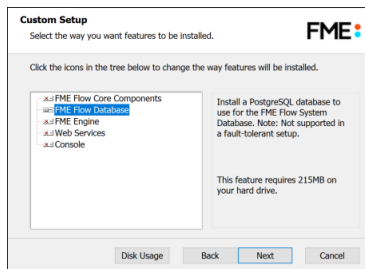 Custom Setup
Select the way you want features to be installed.
FME
Click the icons in the tree below to change the way features will be installed.
FME Flow Core Components
FME Flow Database
FME Engine
Web Services
Console
Install a PostgreSQL database to
use for the FME Flow System
Database. Note: Not supported in
a fault-tolerant setup.
This feature requires 215MB on
your hard drive.
Disk Usage
Back
Next
Cancel